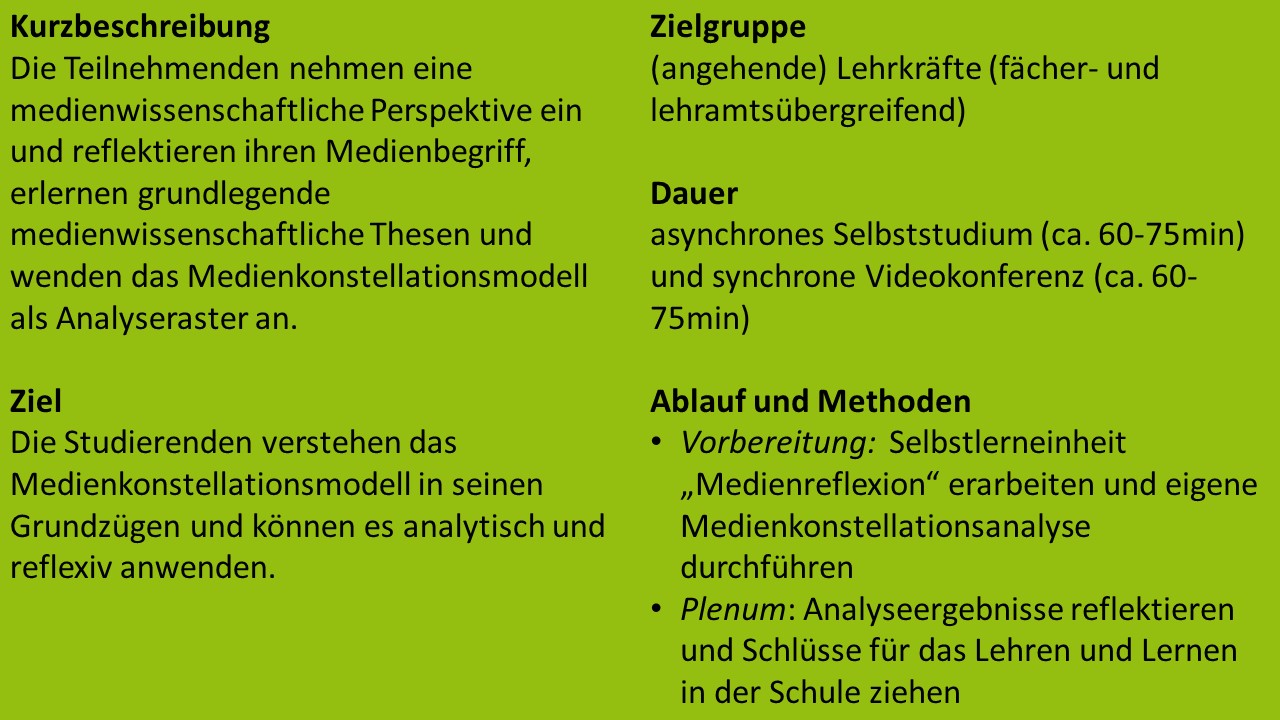 Kurzbeschreibung
Die Teilnehmenden nehmen eine
medienwissenschaftliche Perspektive ein
und reflektieren ihren Medienbegriff,
erlernen grundlegende
medienwissenschaftliche Thesen und
wenden das Medienkonstellationsmodell
als Analyseraster an.
Ziel
Die Studierenden verstehen das
Medienkonstellationsmodell in seinen
Grundzügen und können es analytisch und
reflexiv anwenden.
Zielgruppe
(angehende) Lehrkräfte (fächer- und
lehramtsübergreifend)
Dauer
asynchrones Selbststudium (ca. 60-75min)
und synchrone Videokonferenz (ca. 60-
75min)
Ablauf und Methoden
• Vorbereitung: Selbstlerneinheit
„Medienreflexion“ erarbeiten und eigene
Medienkonstellationsanalyse
durchführen
• Plenum: Analyseergebnisse reflektieren
und Schlüsse für das Lehren und Lernen
in der Schule ziehen